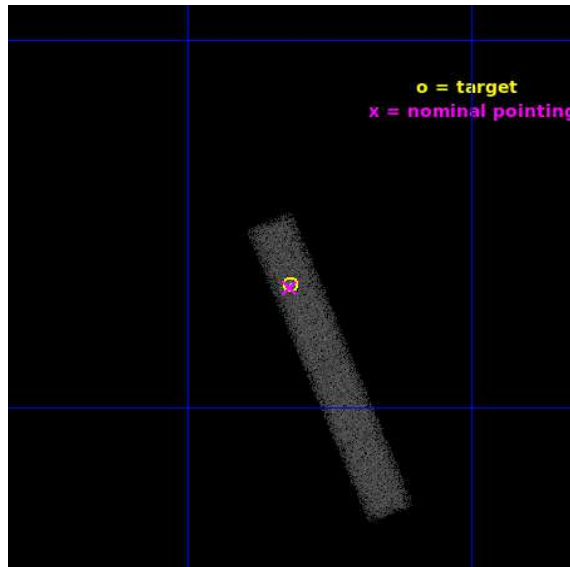 o = target
x = nominal pointing